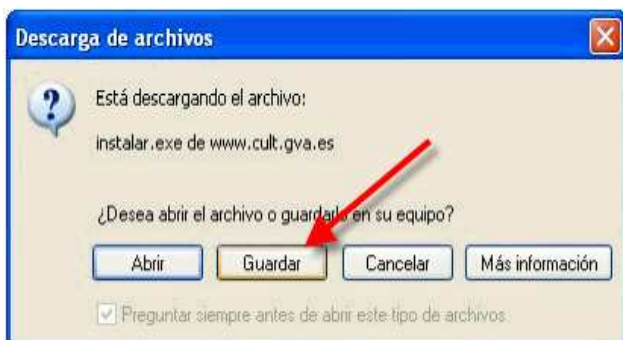 Descarga de archivos
Está descargando el archivo:
instalar.exe de www.cult.gva.es
¿Desea abrir el archivo o guardarlo en su equipo?
Abrir Guardar Cancelar Más información
Preguntar siempre antes de abrir este tipo de archivos